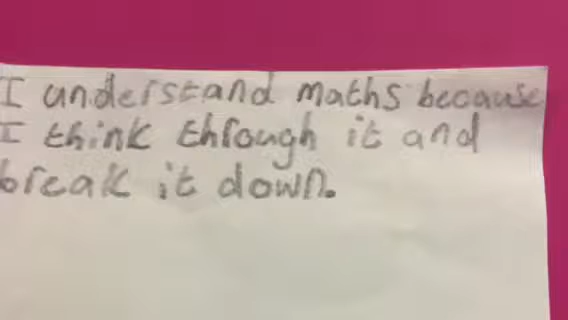 I understand maths because
I think through it and
break it down.